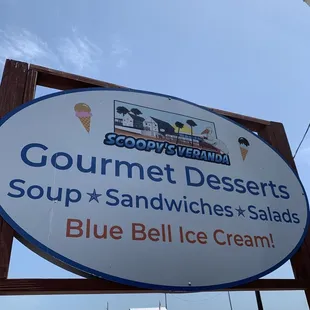 SCOOPY'S VERANDA
Gourmet Desserts
Soup★Sandwiches★Salads
Blue Bell Ice Cream!